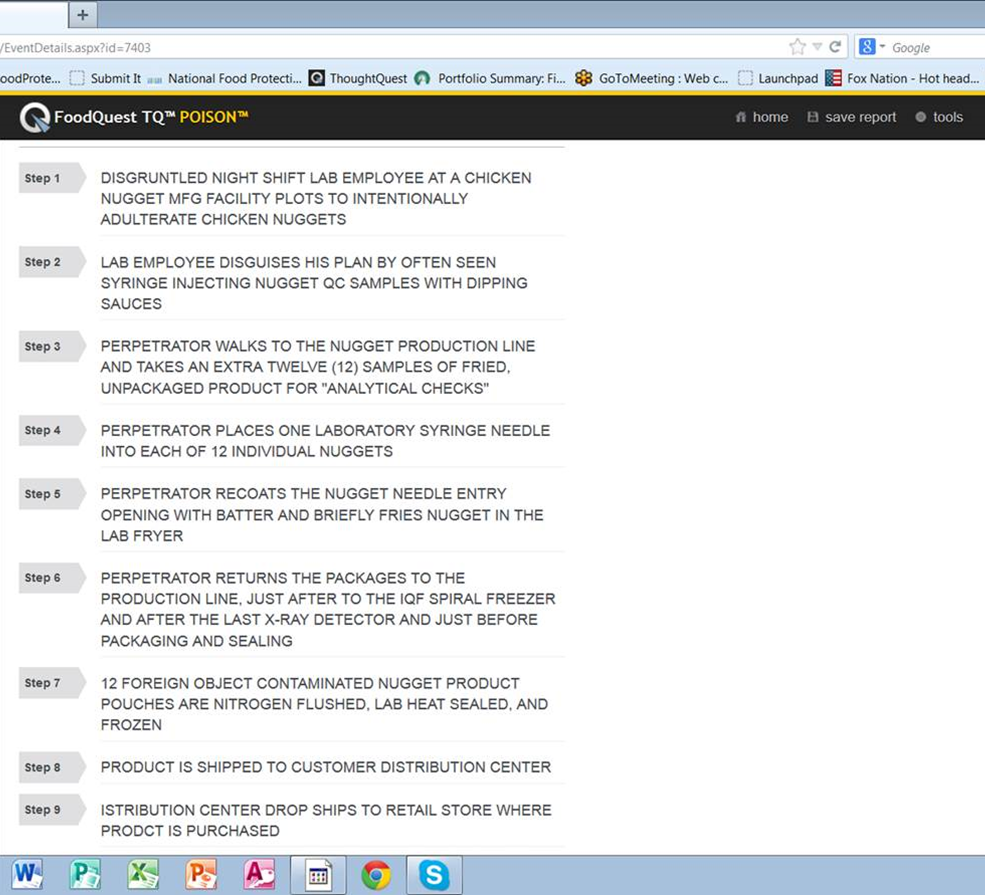 +
/EventDetails.aspx?id=7403
8 Google
oodProte... Submit It National Food Protecti... ThoughtQuest Portfolio Summary: Fi... GoToMeeting : Web c... Launchpad Fox Nation - Hot head...
FoodQuest TQ™ POISON™ home save report tools
Step 1 DISGRUNTLED NIGHT SHIFT LAB EMPLOYEE AT A CHICKEN
NUGGET MFG FACILITY PLOTS TO INTENTIONALLY
ADULTERATE CHICKEN NUGGETS
Step 2 LAB EMPLOYEE DISGUISES HIS PLAN BY OFTEN SEEN
SYRINGE INJECTING NUGGET QC SAMPLES WITH DIPPING
SAUCES
Step 3 PERPETRATOR WALKS TO THE NUGGET PRODUCTION LINE
AND TAKES AN EXTRA TWELVE (12) SAMPLES OF FRIED,
UNPACKAGED PRODUCT FOR "ANALYTICAL CHECKS"
Step 4 PERPETRATOR PLACES ONE LABORATORY SYRINGE NEEDLE
INTO EACH OF 12 INDIVIDUAL NUGGETS
Step 5 PERPETRATOR RECOATS THE NUGGET NEEDLE ENTRY
OPENING WITH BATTER AND BRIEFLY FRIES NUGGET IN THE
LAB FRYER
Step 6 PERPETRATOR RETURNS THE PACKAGES TO THE
PRODUCTION LINE, JUST AFTER TO THE IQF SPIRAL FREEZER
AND AFTER THE LAST X-RAY DETECTOR AND JUST BEFORE
PACKAGING AND SEALING
Step 7 12 FOREIGN OBJECT CONTAMINATED NUGGET PRODUCT
POUCHES ARE NITROGEN FLUSHED, LAB HEAT SEALED, AND
FROZEN
Step 8 PRODUCT IS SHIPPED TO CUSTOMER DISTRIBUTION CENTER
Step 9 ISTRIBUTION CENTER DROP SHIPS TO RETAIL STORE WHERE
PRODCT IS PURCHASED
W P X P A S